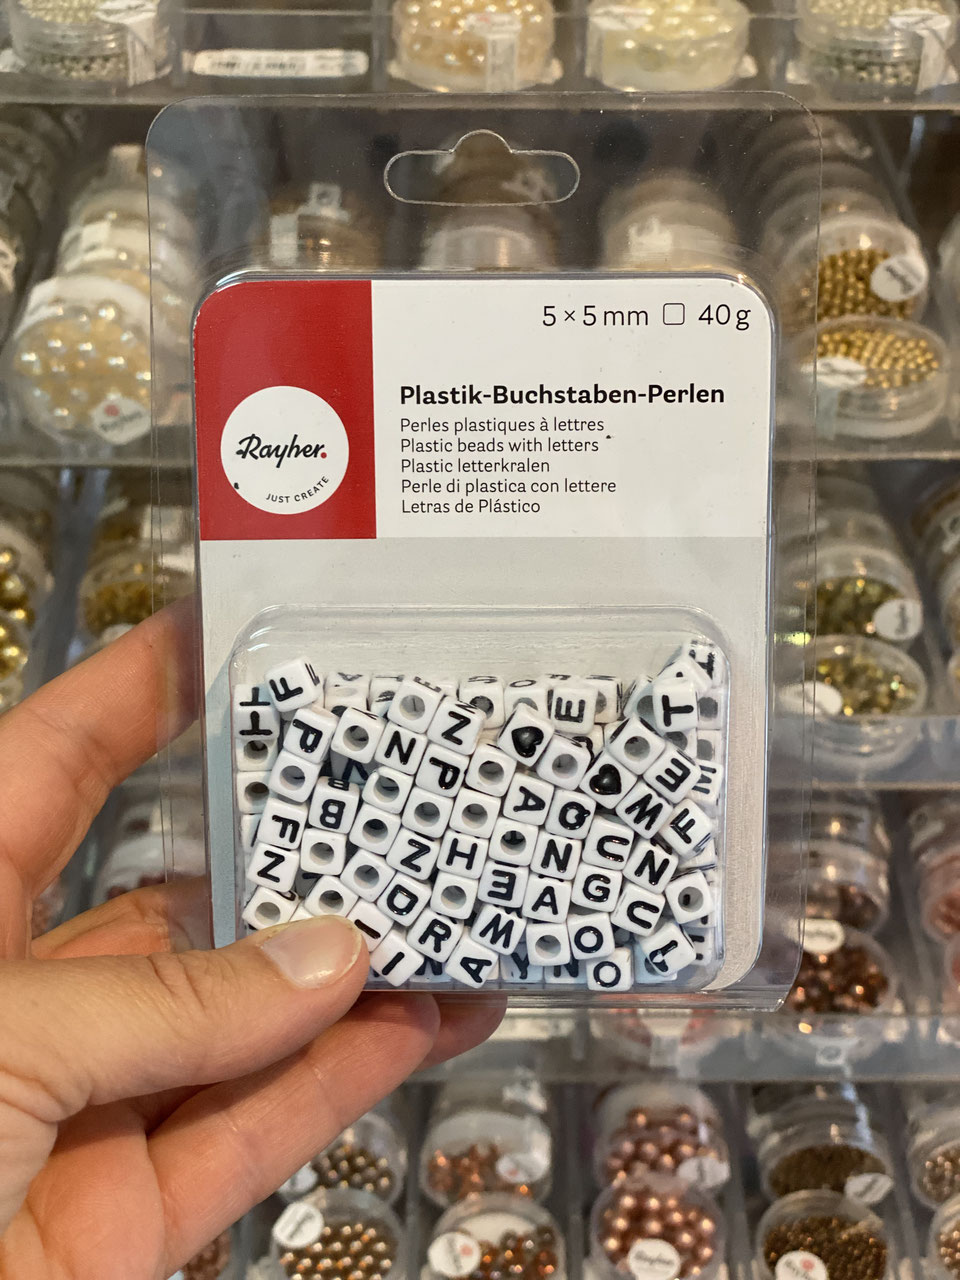 5 × 5 mm 40 g
Plastik-Buchstaben-Perlen
Perles plastiques à lettres
Plastic beads with letters
Plastic letterkralen
Perle di plastica con lettere
Letras de Plástico
Rayher.
JUST CREATE
F
T
Z
E
H
P
N
P
E
B
A
W
F
F
Z
Z
H
N
U
N
E
A
G
U
D
R
W
O
I
A
O
Rayher